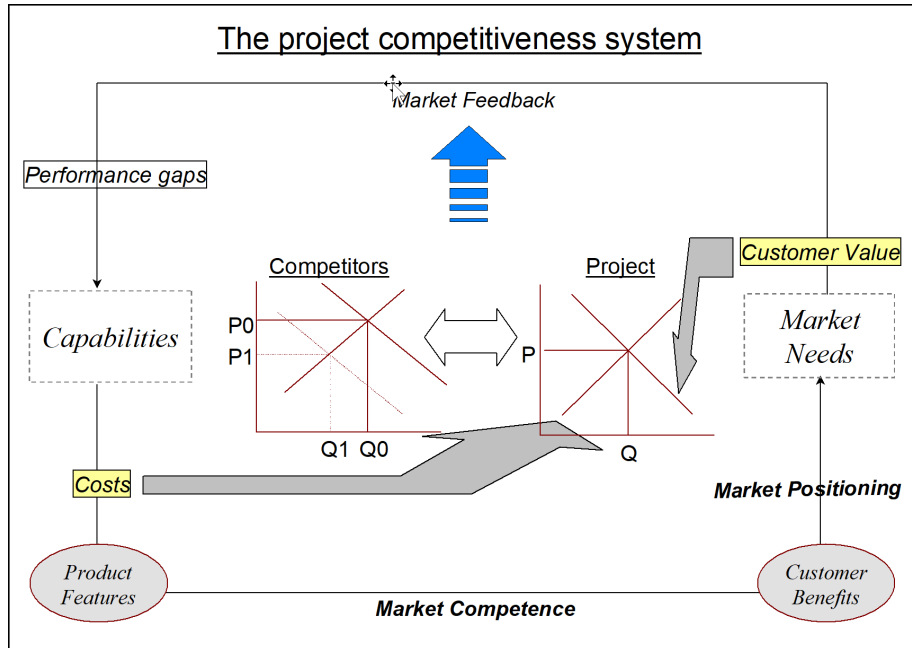 The project competitiveness system
Market Feedback
Performance gaps
Customer Value
Competitors
Project
Capabilities
Market
Needs
P0
P1
P
Q1 Q0
Q
Costs
Market Positioning
Product
Features
Customer
Benefits
Market Competence